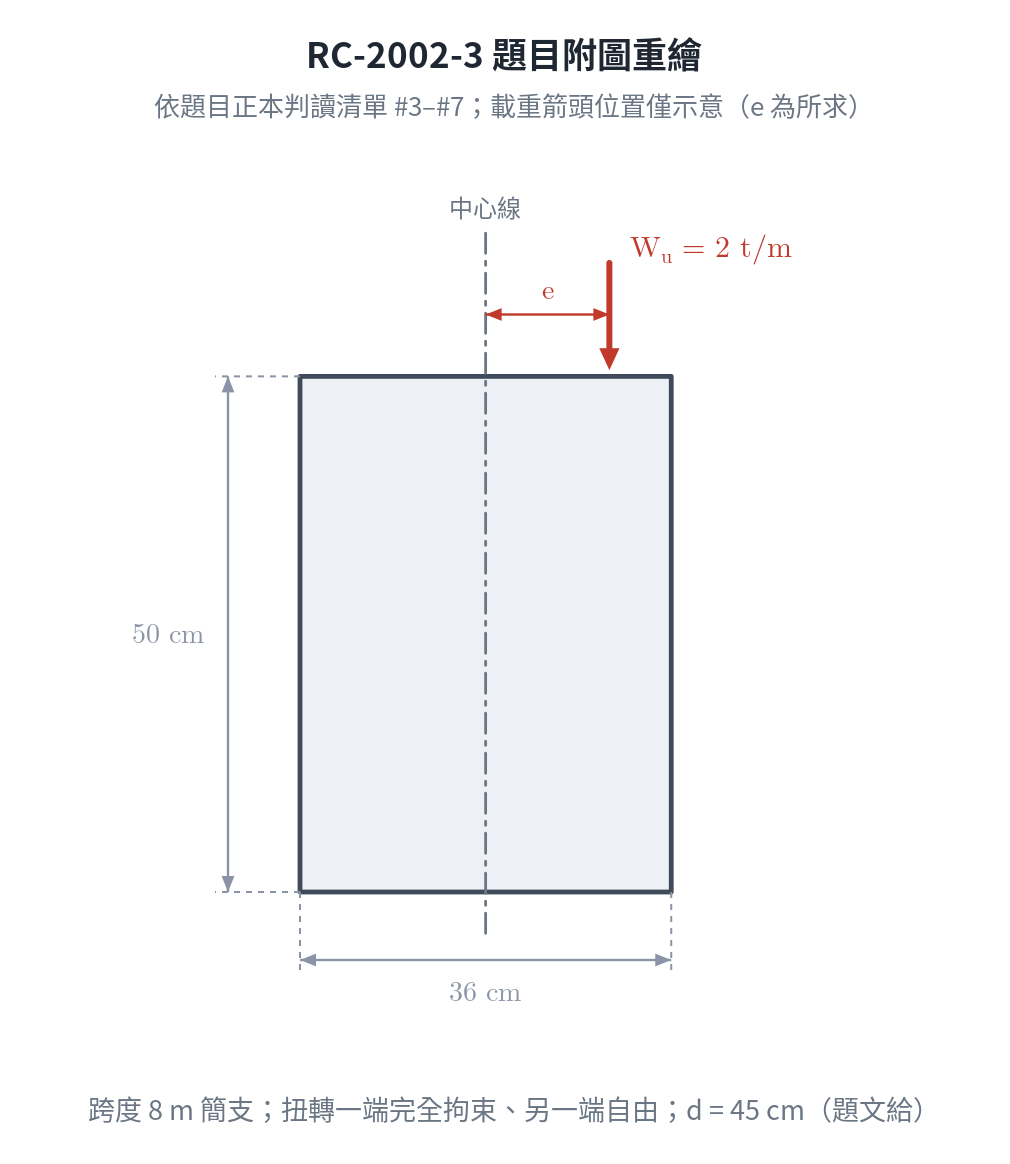 RC-2002-3 題目附圖重繪
依題目正本判讀清單 #3–#7；載重箭頭位置僅示意（e 為所求）
中心線
Wu = 2 t/m
e
50 cm
36 cm
跨度 8 m 簡支；扭轉一端完全拘束、另一端自由；d = 45 cm（題文給）